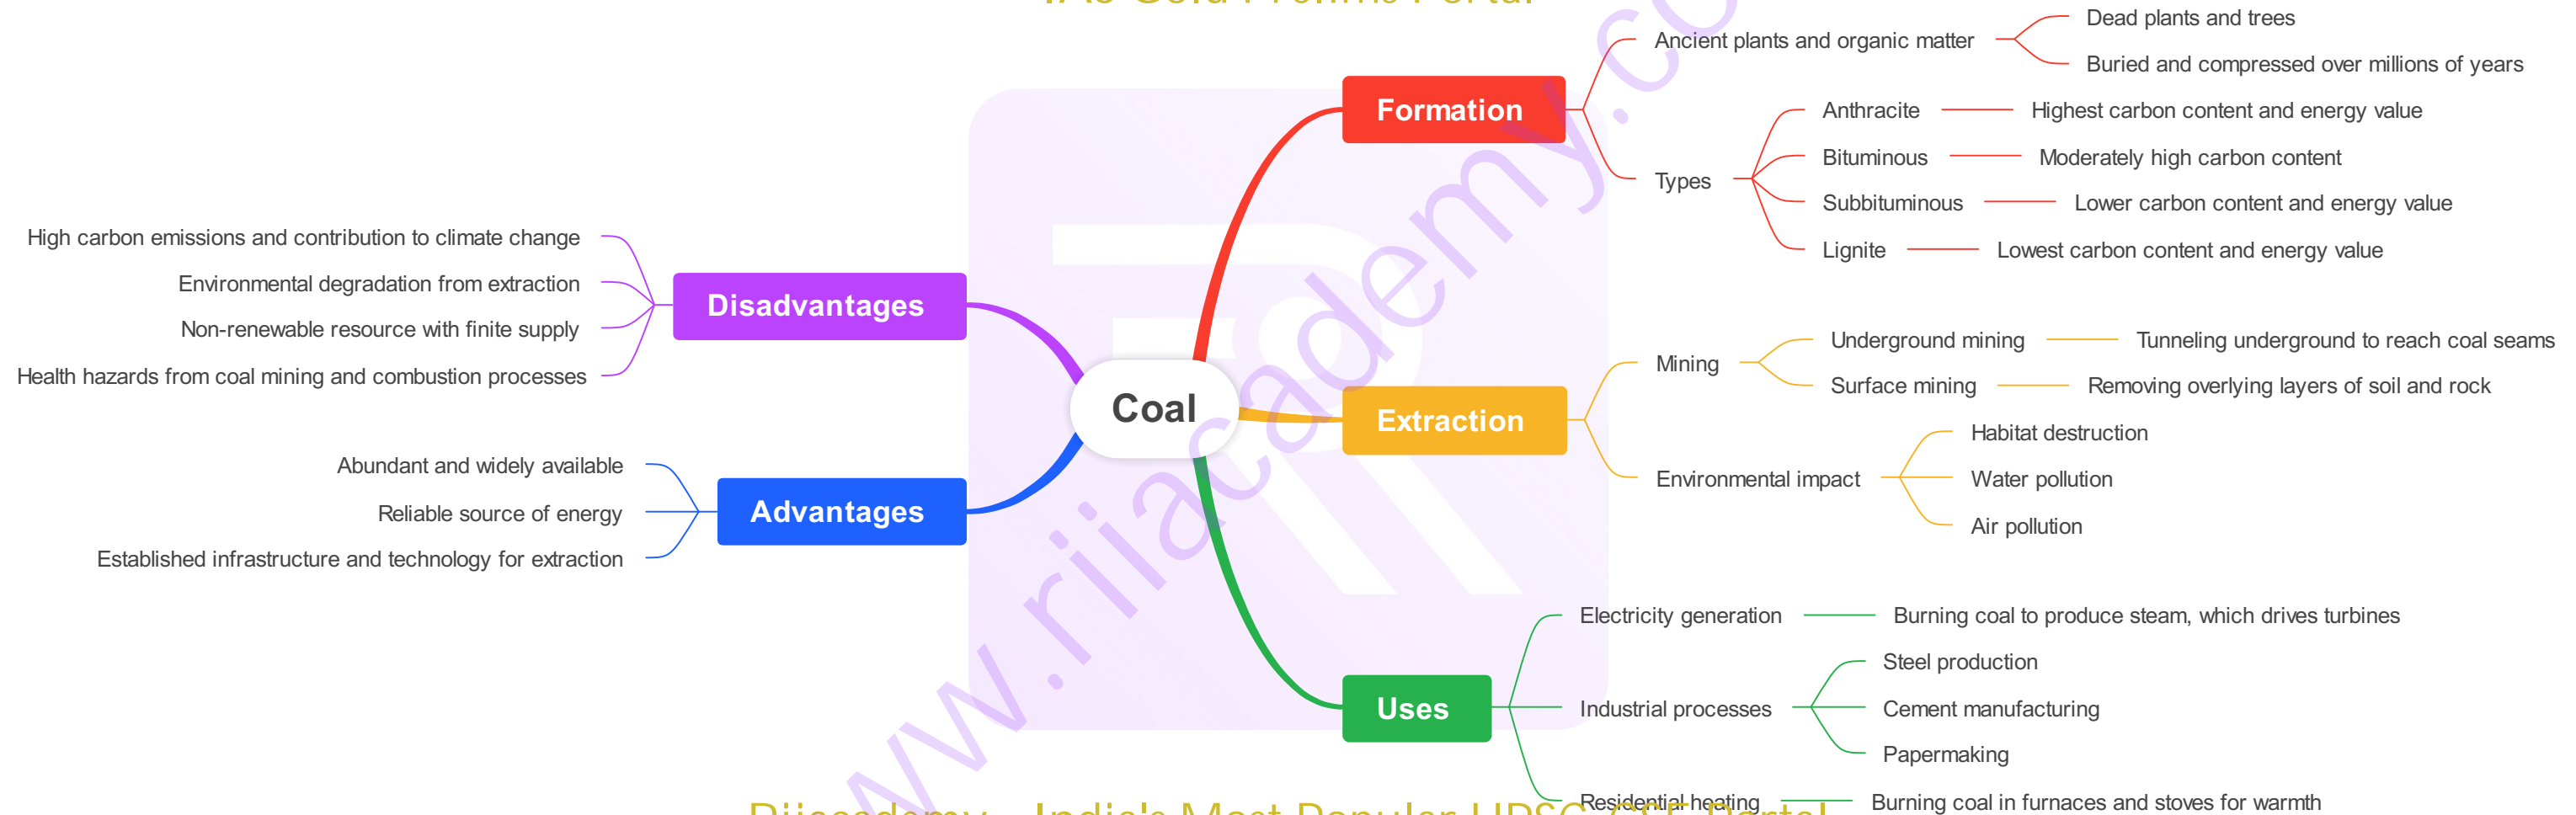 Coal
Formation
Ancient plants and organic matter
Dead plants and trees
Buried and compressed over millions of years
Types
Anthracite
Highest carbon content and energy value
Bituminous
Moderately high carbon content
Subbituminous
Lower carbon content and energy value
Lignite
Lowest carbon content and energy value
Extraction
Mining
Underground mining
Tunneling underground to reach coal seams
Surface mining
Removing overlying layers of soil and rock
Environmental impact
Habitat destruction
Water pollution
Air pollution
Uses
Electricity generation
Burning coal to produce steam, which drives turbines
Industrial processes
Steel production
Cement manufacturing
Papermaking
Residential heating
Burning coal in furnaces and stoves for warmth
Disadvantages
High carbon emissions and contribution to climate change
Environmental degradation from extraction
Non-renewable resource with finite supply
Health hazards from coal mining and combustion processes
Advantages
Abundant and widely available
Reliable source of energy
Established infrastructure and technology for extraction
India's Most Popular UPSC CSE Portal